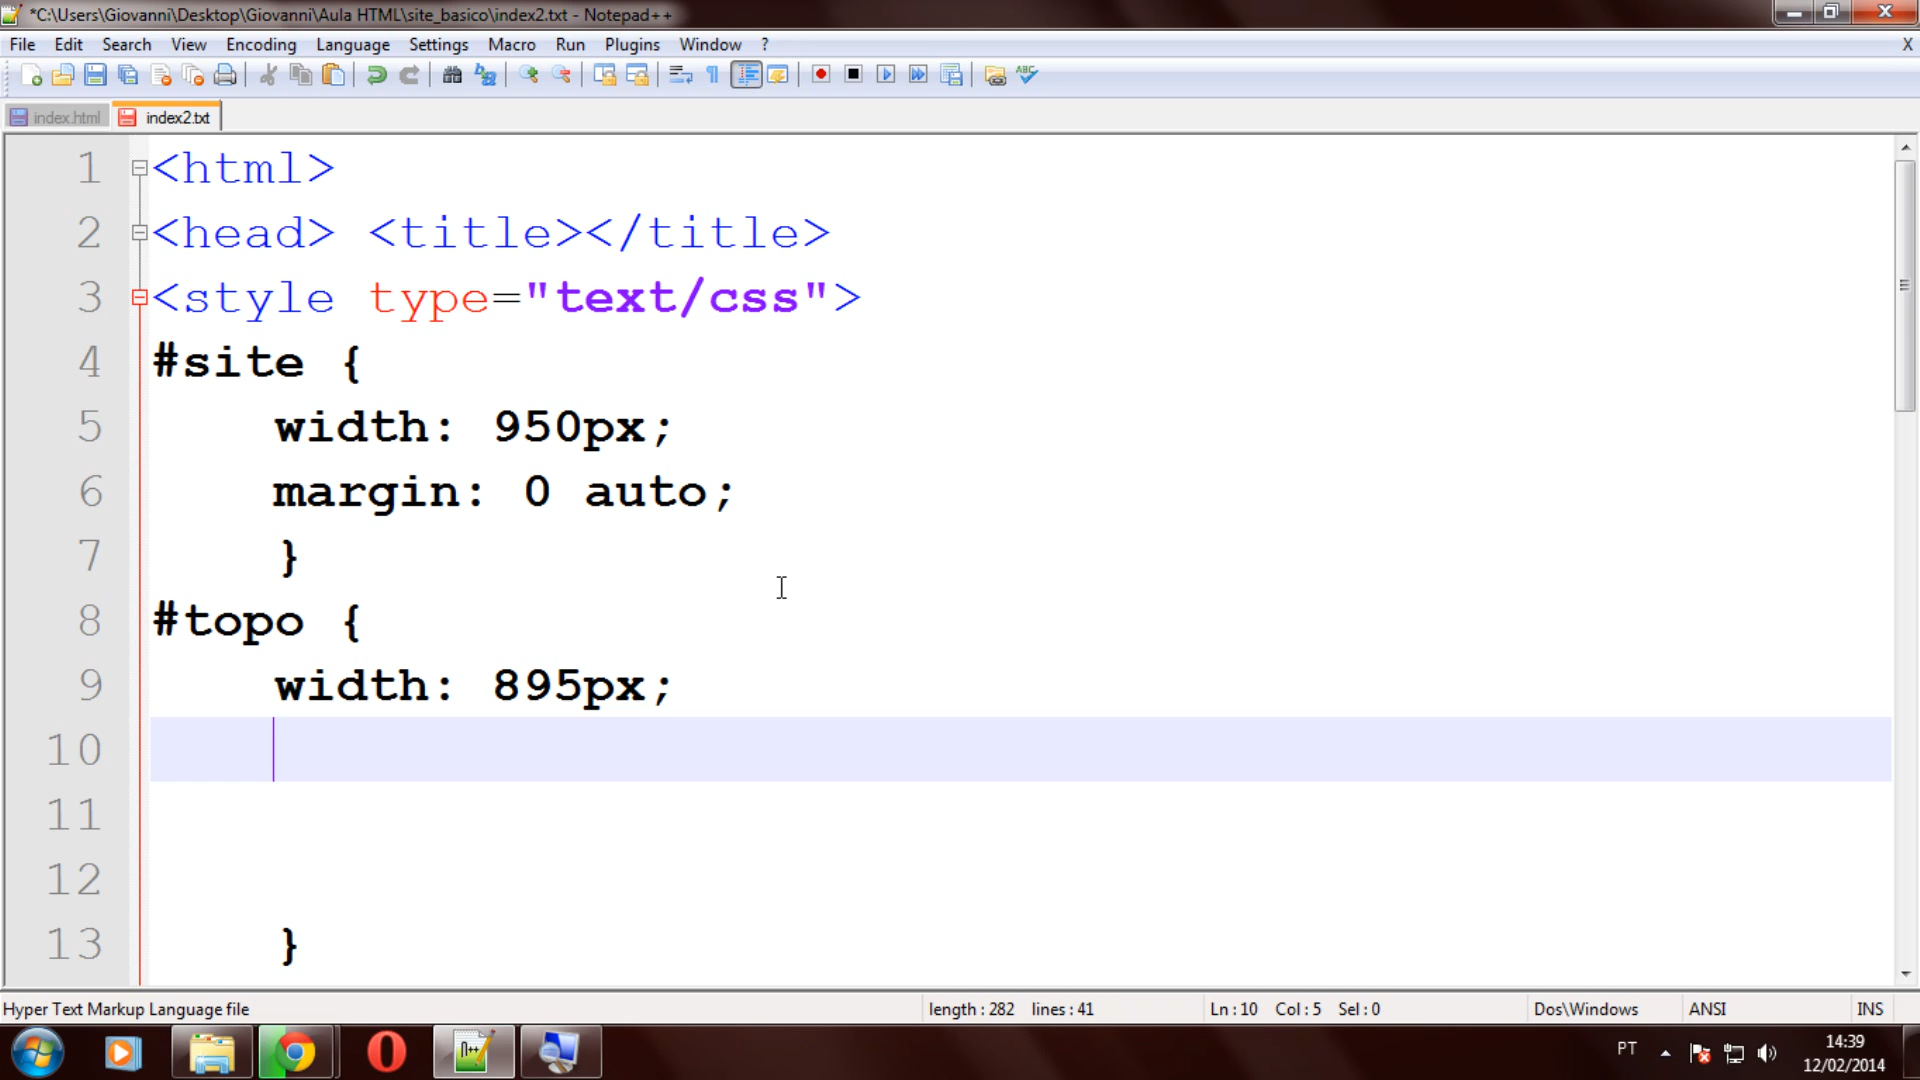 *C:\Users\Giovanni\Desktop\Giovanni\Aula HTML\site_basico\index2.txt - Notepad++
File Edit Search View Encoding Language Settings Macro Run Plugins Window ? X
index.html index2.txt
1 <html>
2 <head> <title></title>
3 <style type="text/css">
4 #site {
5 width: 950px;
6 margin: 0 auto;
7 }
8 #topo {
9 width: 895px;
10
11
12
13 }
Hyper Text Markup Language file length : 282 lines : 41 Ln : 10 Col : 5 Sel : 0 Dos\Windows ANSI INS
PT 14:39
12/02/2014